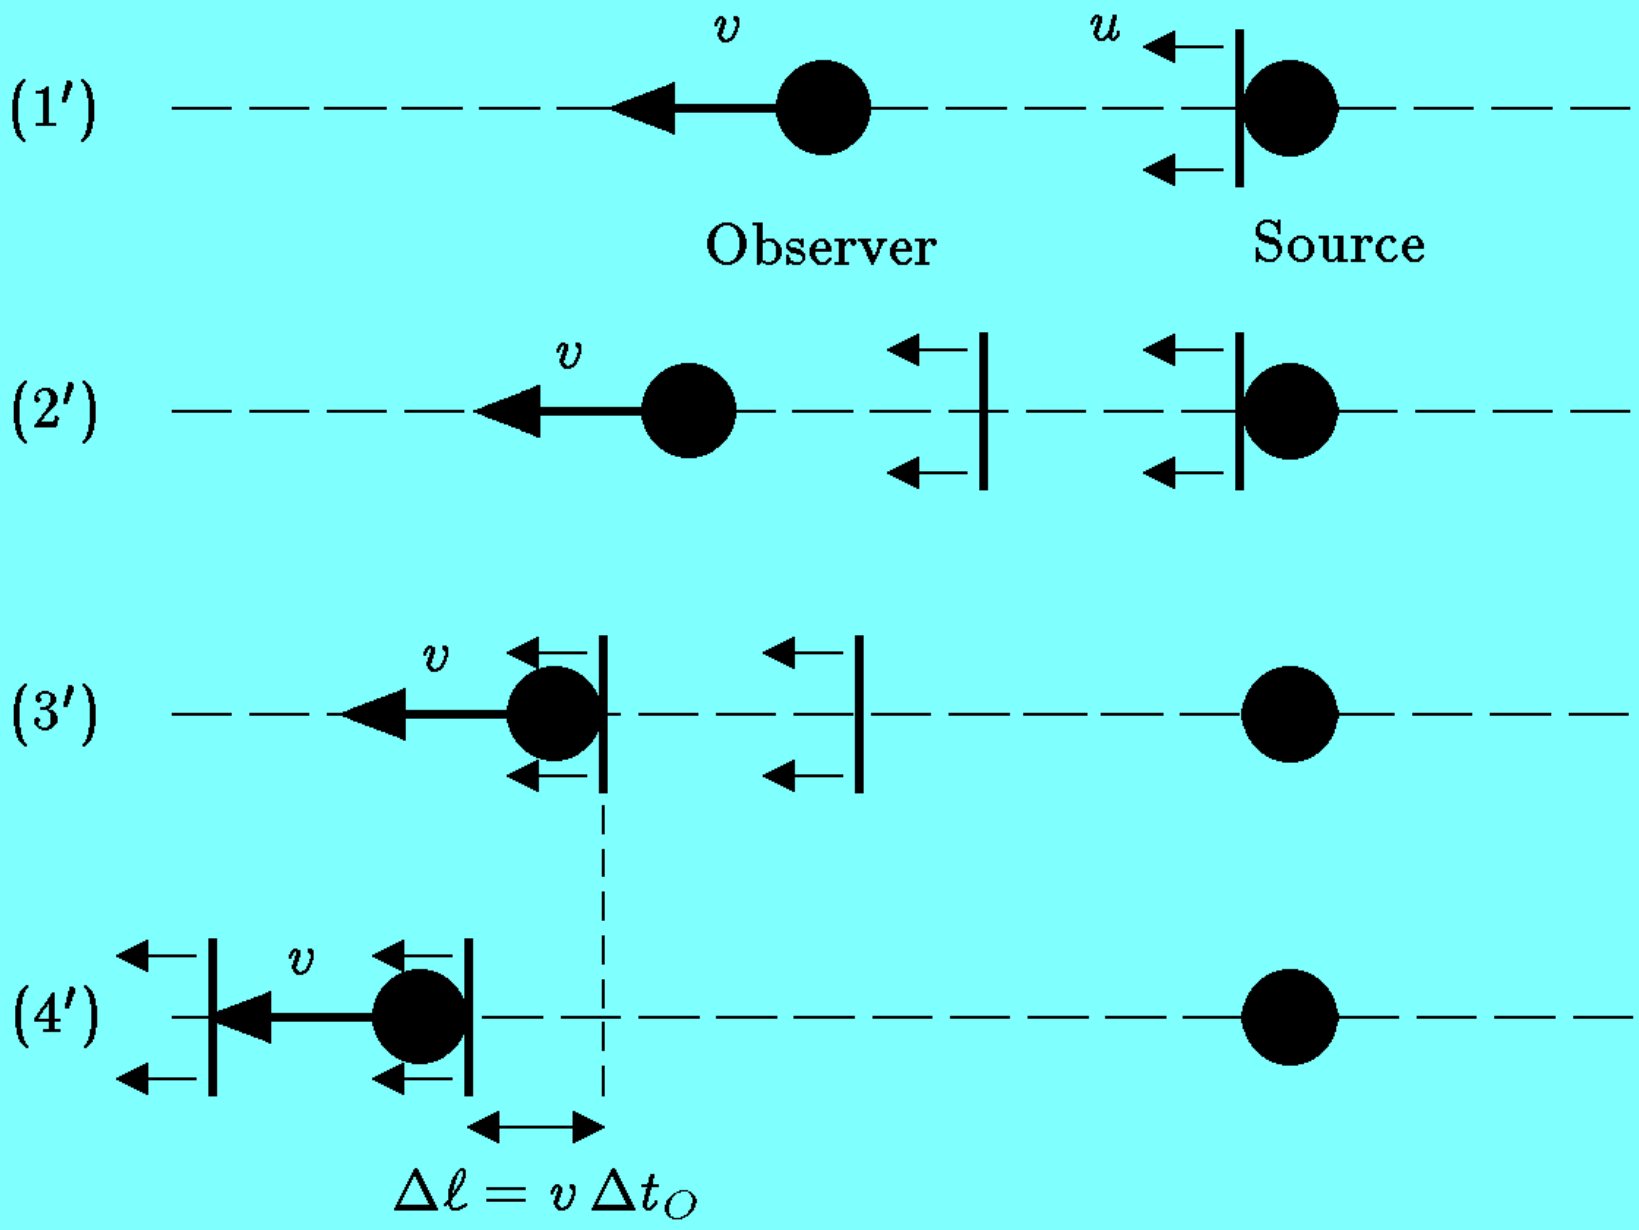 v u
(1′)
Observer Source
v
(2′)
v
(3′)
v
(4′)
Δℓ = v Δt_O